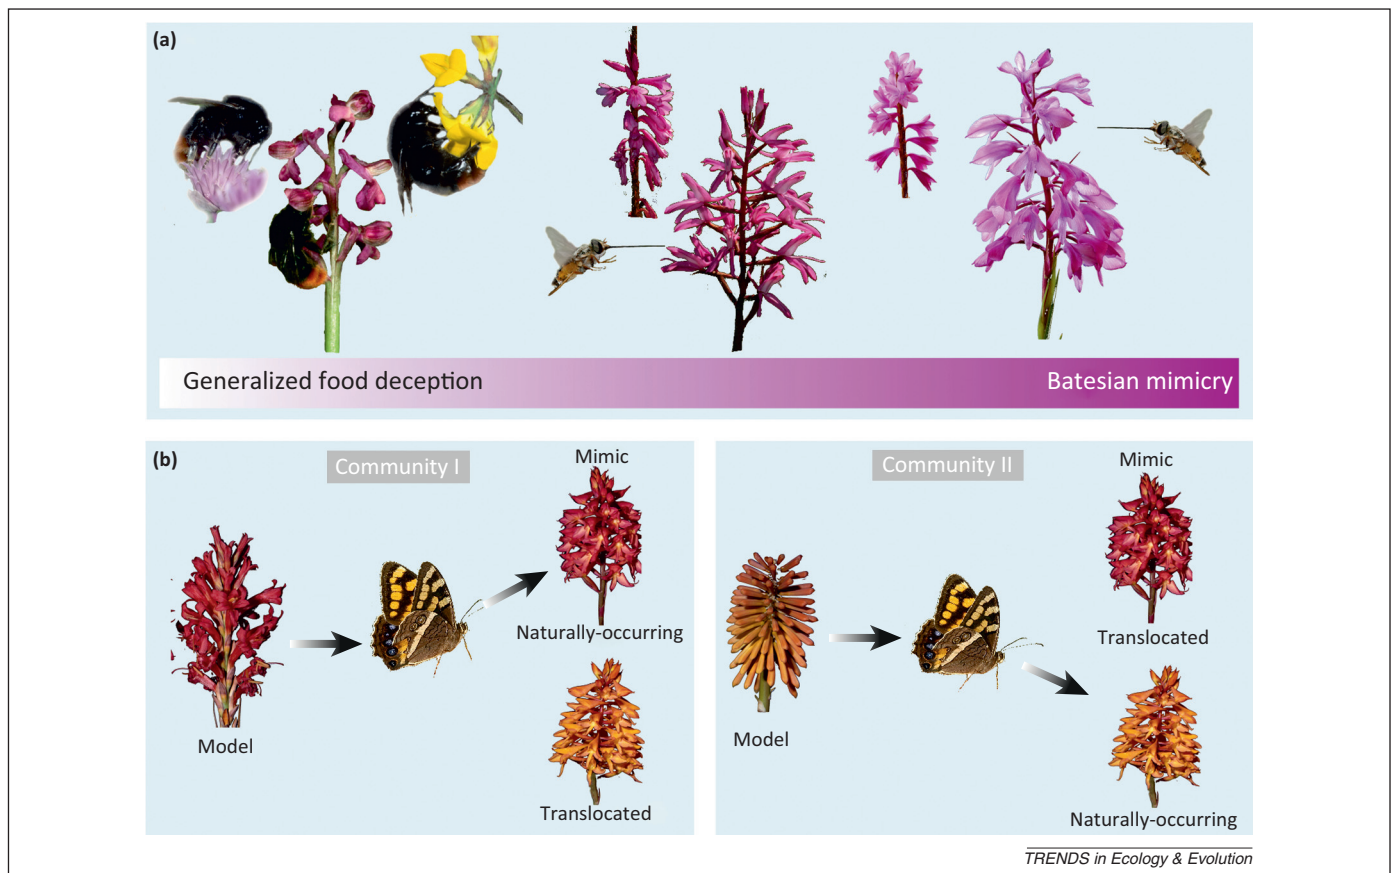 (a)
Generalized food deception
Batesian mimicry
(b)
Community I
Mimic
Naturally-occurring
Model
Translocated
Community II
Mimic
Translocated
Model
Naturally-occurring
TRENDS in Ecology & Evolution